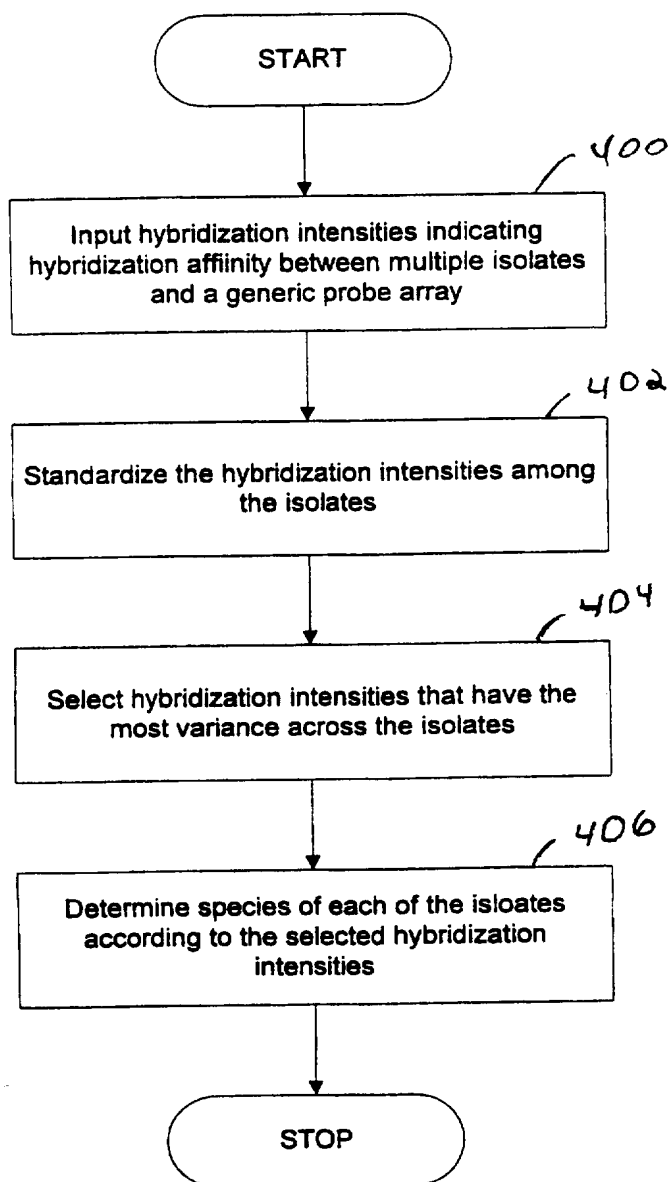 START
400
Input hybridization intensities indicating
hybridization affiinity between multiple isolates
and a generic probe array
402
Standardize the hybridization intensities among
the isolates
404
Select hybridization intensities that have the
most variance across the isolates
406
Determine species of each of the isloates
according to the selected hybridization
intensities
STOP